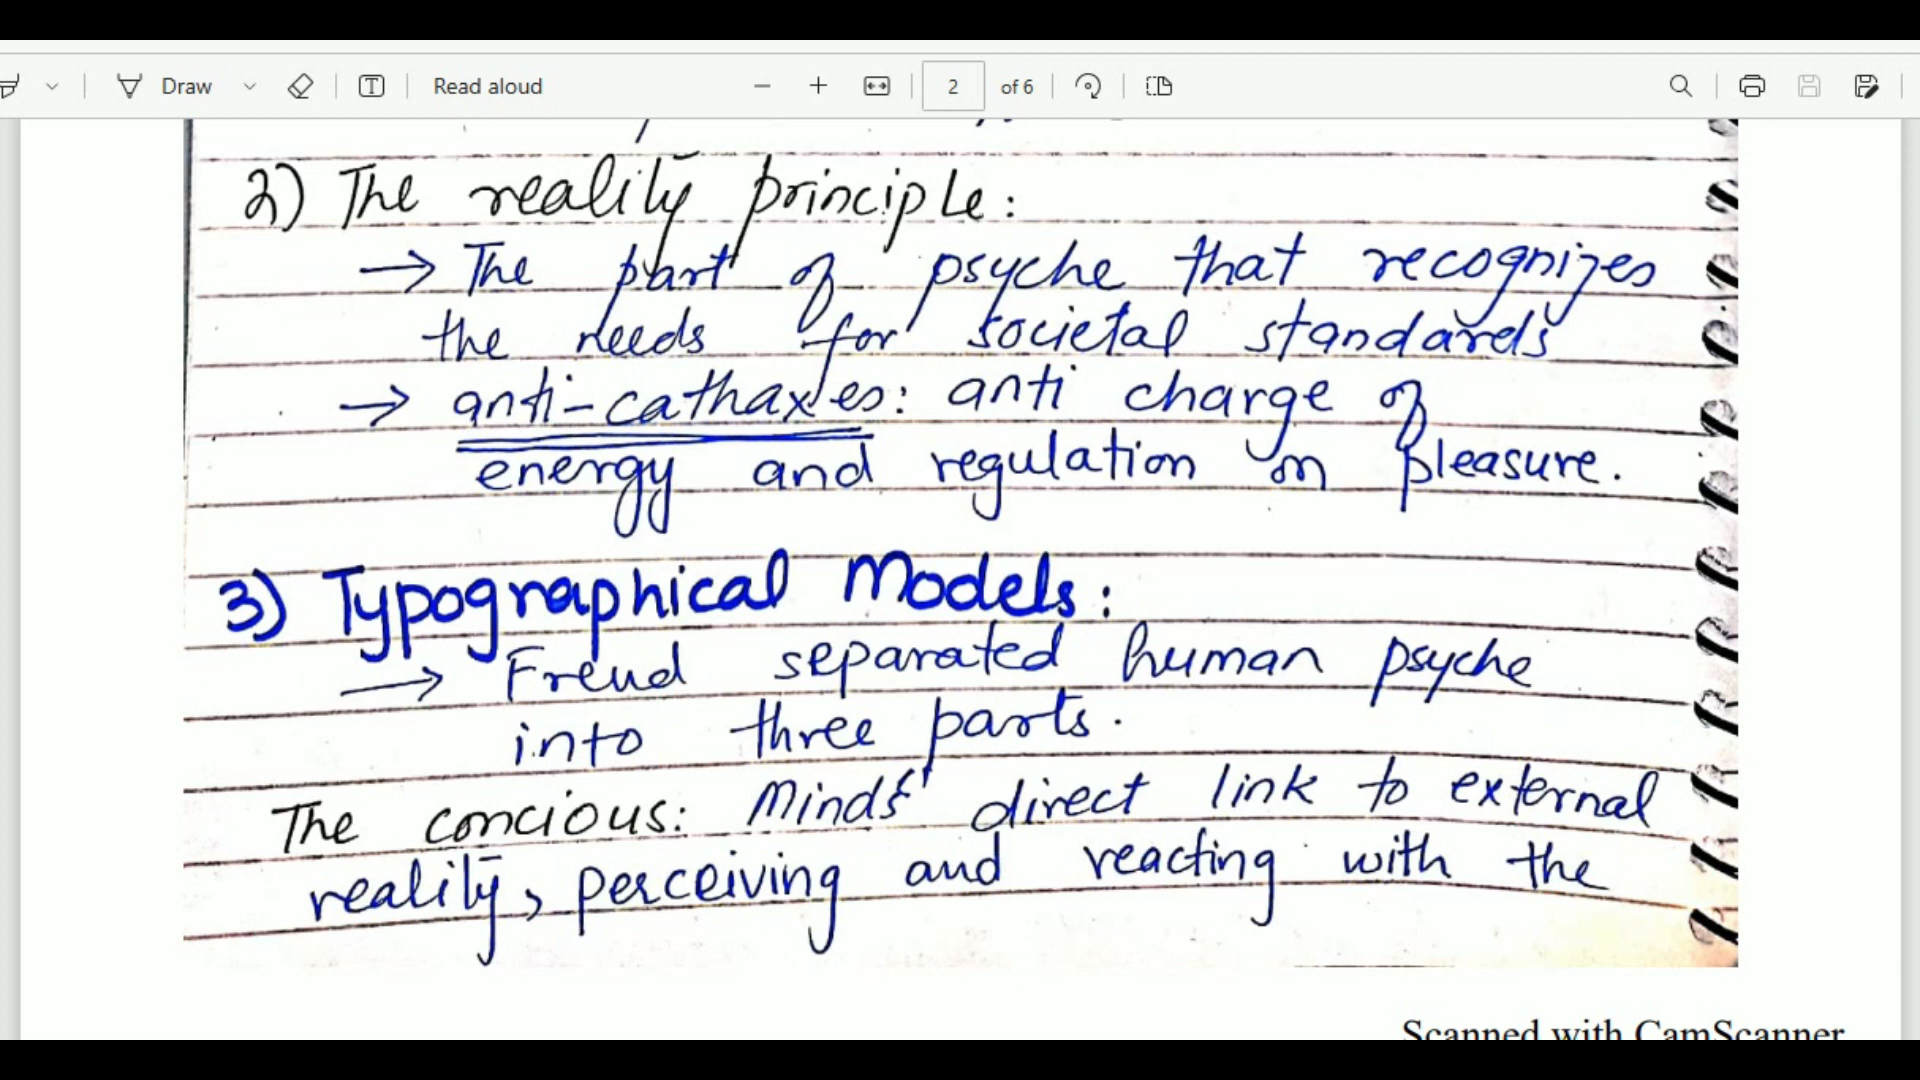 Draw
Read aloud
2 of 6
2) The reality principle:
→ The part of psyche that recognizes
the needs for societal standards
→ anti-cathaxes: anti charge of
energy and regulation on pleasure.
3) Typographical Models:
→ Freud separated human psyche
into three parts.
The concious: Minds' direct link to external
reality, perceiving and reacting with the
Scanned with CamScanner